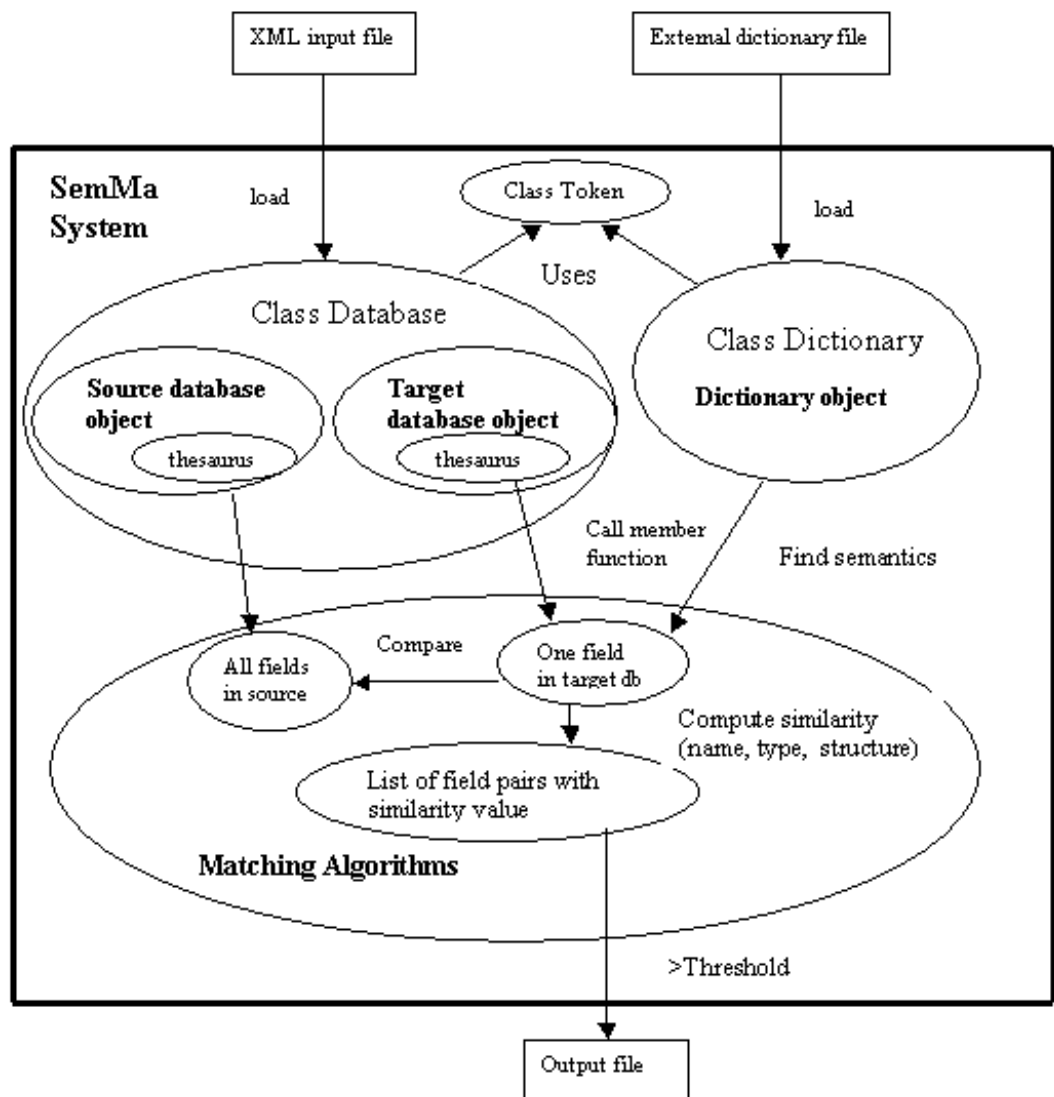 XML input file
External dictionary file
SemMa
System
load
Class Token
load
Uses
Class Database
Class Dictionary
Source database
object
thesaurus
Target
database object
thesaurus
Dictionary object
Call member
function
Find semantics
All fields
in source
Compare
One field
in target db
Compute similarity
(name, type, structure)
List of field pairs with
similarity value
Matching Algorithms
>Threshold
Output file